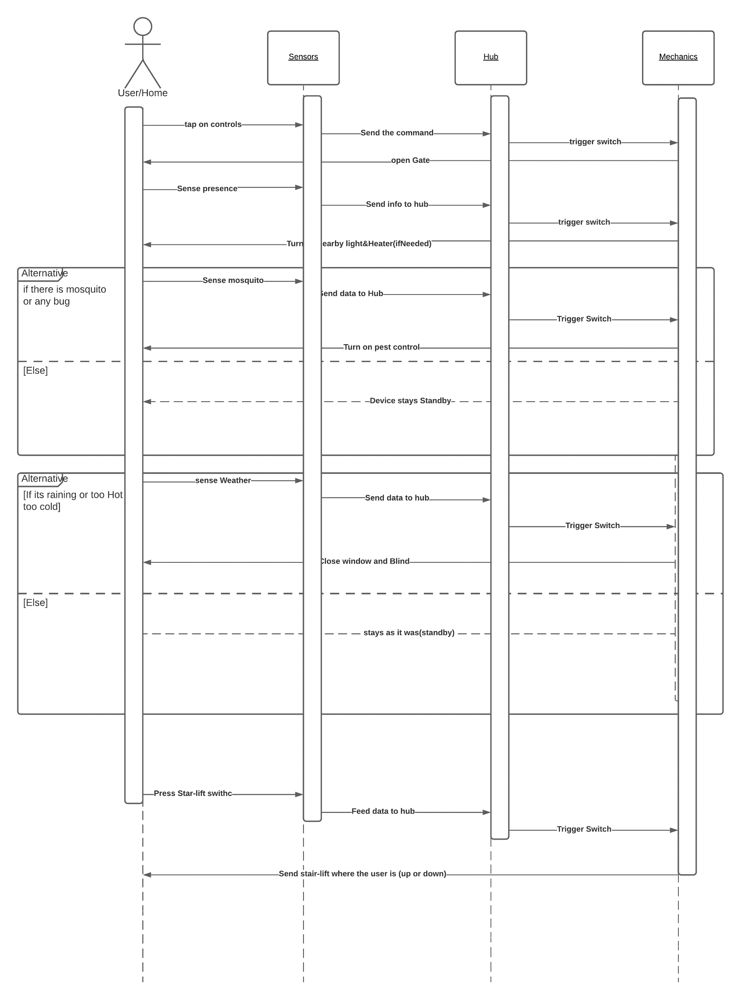 User/Home
Sensors
Hub
Mechanics
tap on controls
Send the command
trigger switch
open Gate
Sense presence
Send info to hub
trigger switch
Turn earby light&Heater(ifNeeded)
Alternative
if there is mosquito
or any bug
Sense mosquito
Send data to Hub
Trigger Switch
Turn on pest control
[Else]
Device stays Standby
Alternative
[If its raining or too Hot
too cold]
sense Weather
Send data to hub
Trigger Switch
Close window and Blind
[Else]
stays as it was(standby)
Press Star-lift swithc
Feed data to hub
Trigger Switch
Send stair-lift where the user is (up or down)